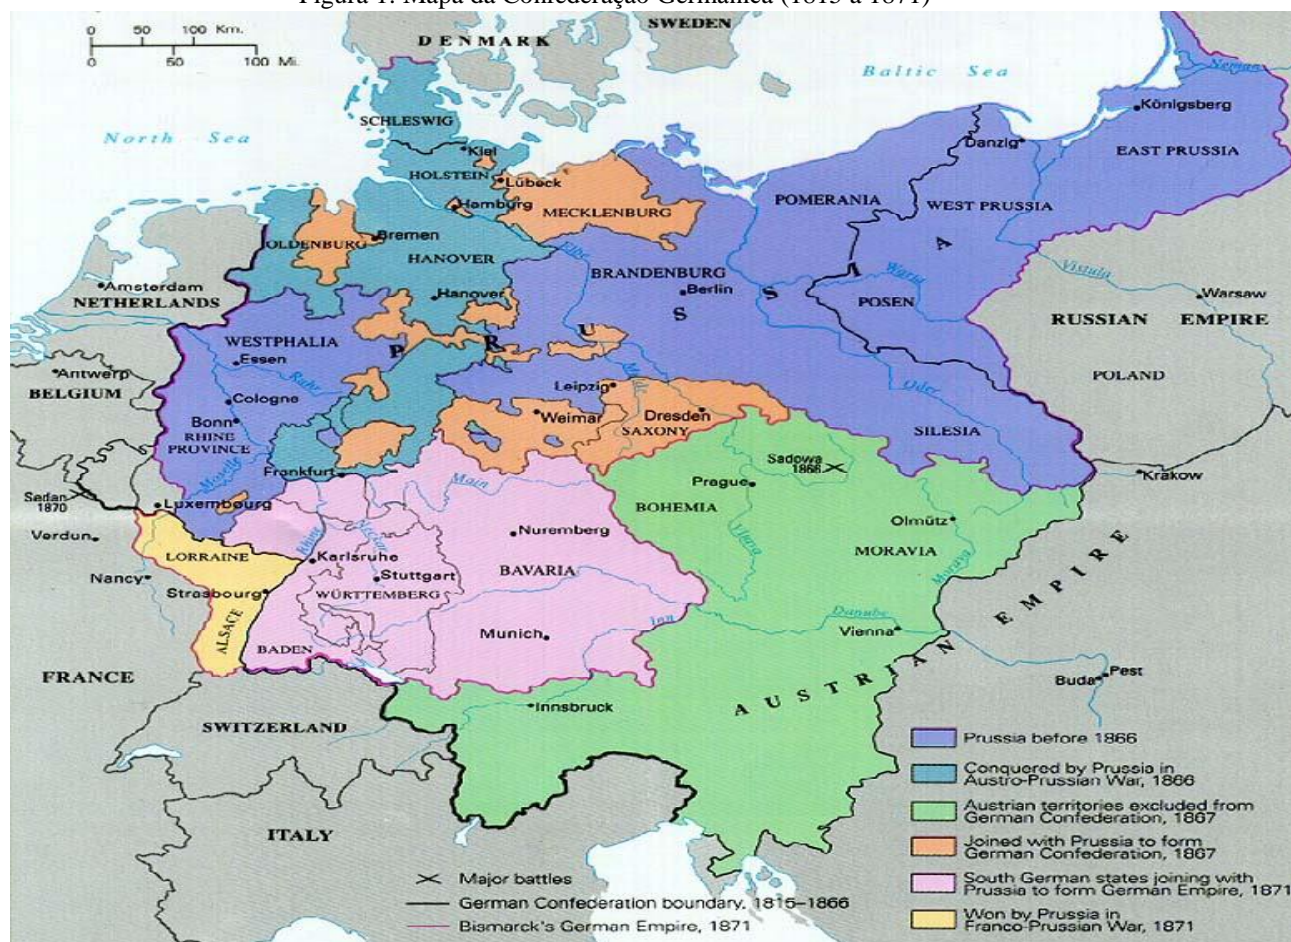 Figura 1: Mapa da Confederação Germânica (1815 a 1871)
0 50 100 Km.
0 50 100 Mi.
DENMARK
SWEDEN
Baltic Sea
North Sea
Neman
Königsberg
SCHLESWIG
Danzig
EAST PRUSSIA
Kiel
HOLSTEIN
Lübeck
POMERANIA
Hamburg
MECKLENBURG
WEST PRUSSIA
OLDENBURG
Bremen
HANOVER
Elbe
BRANDENBURG
Berlin
Hanover
Warta
POSEN
Vistula
Warsaw
Amsterdam
NETHERLANDS
PRUSSIA
RUSSIAN EMPIRE
WESTPHALIA
Essen
Ruhr
POLAND
Antwerp
BELGIUM
Cologne
Leipzig
Oder
Bonn
RHINE
PROVINCE
Weimar
Dresden
SAXONY
SILESIA
Moselle
Frankfurt
Sadowa
1866
Krakow
Sedan
1870
Luxembourg
Main
Prague
BOHEMIA
Olmütz
Verdun
Nuremberg
Vltava
MORAVIA
Morava
LORRAINE
Rhine
Neckar
Karlsruhe
Nancy
Stuttgart
BAVARIA
Strasbourg
WÜRTTEMBERG
ALSACE
Danube
Vienna
Inn
Munich
BADEN
AUSTRIAN EMPIRE
FRANCE
Buda
Pest
Innsbruck
SWITZERLAND
ITALY
Prussia before 1866
Conquered by Prussia in
Austro-Prussian War, 1866
Austrian territories excluded from
German Confederation, 1867
Joined with Prussia to form
German Confederation, 1867
South German states joining with
Prussia to form German Empire, 1871
Won by Prussia in
Franco-Prussian War, 1871
Major battles
German Confederation boundary, 1815–1866
Bismarck's German Empire, 1871